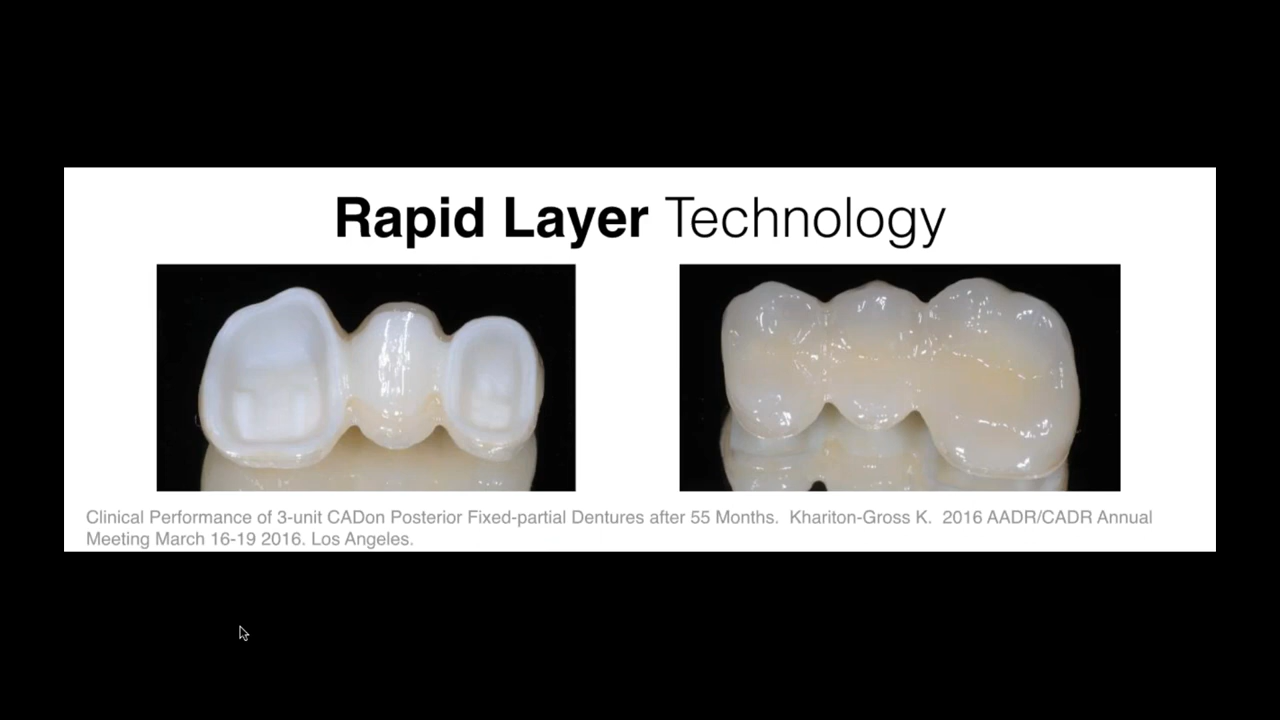 Rapid Layer Technology
Clinical Performance of 3-unit CADon Posterior Fixed-partial Dentures after 55 Months.  Khariton-Gross K.  2016 AADR/CADR Annual
Meeting March 16-19 2016. Los Angeles.